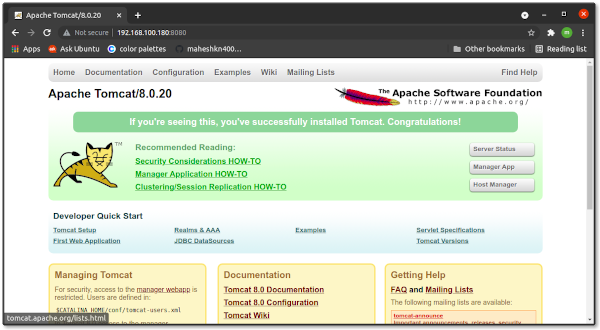 Apache Tomcat/8.0.20
Not secure | 192.168.100.180:8080
Apps Ask Ubuntu color palettes maheshkn400... Other bookmarks Reading list
Home Documentation Configuration Examples Wiki Mailing Lists Find Help
Apache Tomcat/8.0.20
The Apache Software Foundation
http://www.apache.org/
If you're seeing this, you've successfully installed Tomcat. Congratulations!
TM
Recommended Reading:
Security Considerations HOW-TO
Manager Application HOW-TO
Clustering/Session Replication HOW-TO
Server Status
Manager App
Host Manager
Developer Quick Start
Tomcat Setup Realms & AAA Examples Servlet Specifications
First Web Application JDBC DataSources Tomcat Versions
Managing Tomcat
For security, access to the manager webapp
is restricted. Users are defined in:
$CATALINA_HOME/conf/tomcat-users.xml
Documentation
Tomcat 8.0 Documentation
Tomcat 8.0 Configuration
Tomcat Wiki
Getting Help
FAQ and Mailing Lists
The following mailing lists are available:
tomcat-announce
Important announcements, releases, security
tomcat.apache.org/lists.html